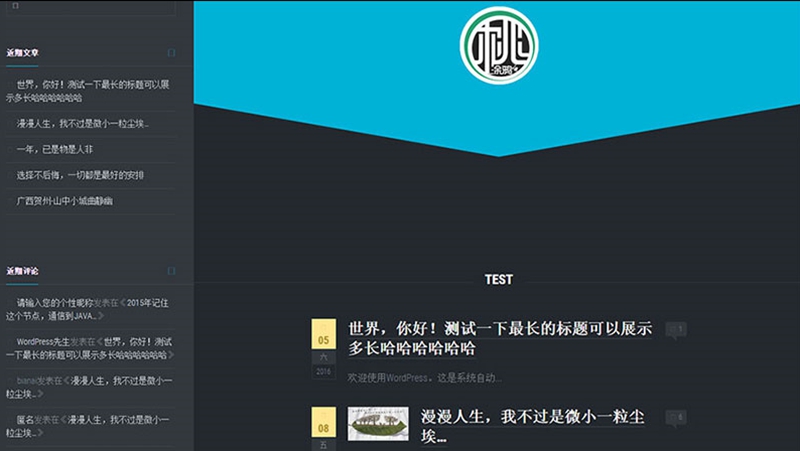 近期文章
世界，你好！测试一下最长的标题可以展
示多长哈哈哈哈哈哈
漫漫人生，我不过是微小一粒尘埃…
一年，已是物是人非
选择不后悔，一切都是最好的安排
广西贺州-山中小城曲静幽
近期评论
请输入您的个性昵称发表在《2015年记住
这个节点，通信到JAVA…》
WordPress先生发表在《世界，你好！测试
一下最长的标题可以展示多长哈哈哈哈哈哈》
发表在《漫漫人生，我不过是微小一
粒尘埃…》
匿名发表在《漫漫人生，我不过是微小一
粒尘埃…》
TEST
05
六
2016
世界，你好！测试一下最长的标题可以展示
多长哈哈哈哈哈哈
1
欢迎使用WordPress。这是系统自动…
08
五
漫漫人生，我不过是微小一粒尘
埃…
6